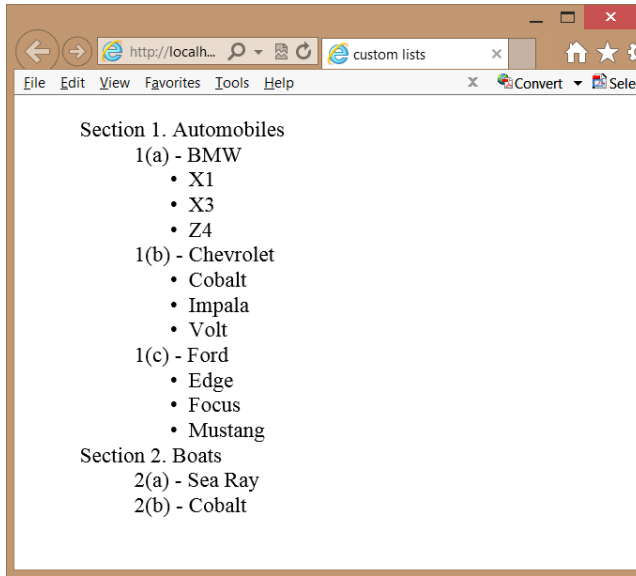 http://localh...
custom lists
File Edit View Favorites Tools Help
x Convert Sele
Section 1. Automobiles
1(a) - BMW
• X1
• X3
• Z4
1(b) - Chevrolet
• Cobalt
• Impala
• Volt
1(c) - Ford
• Edge
• Focus
• Mustang
Section 2. Boats
2(a) - Sea Ray
2(b) - Cobalt